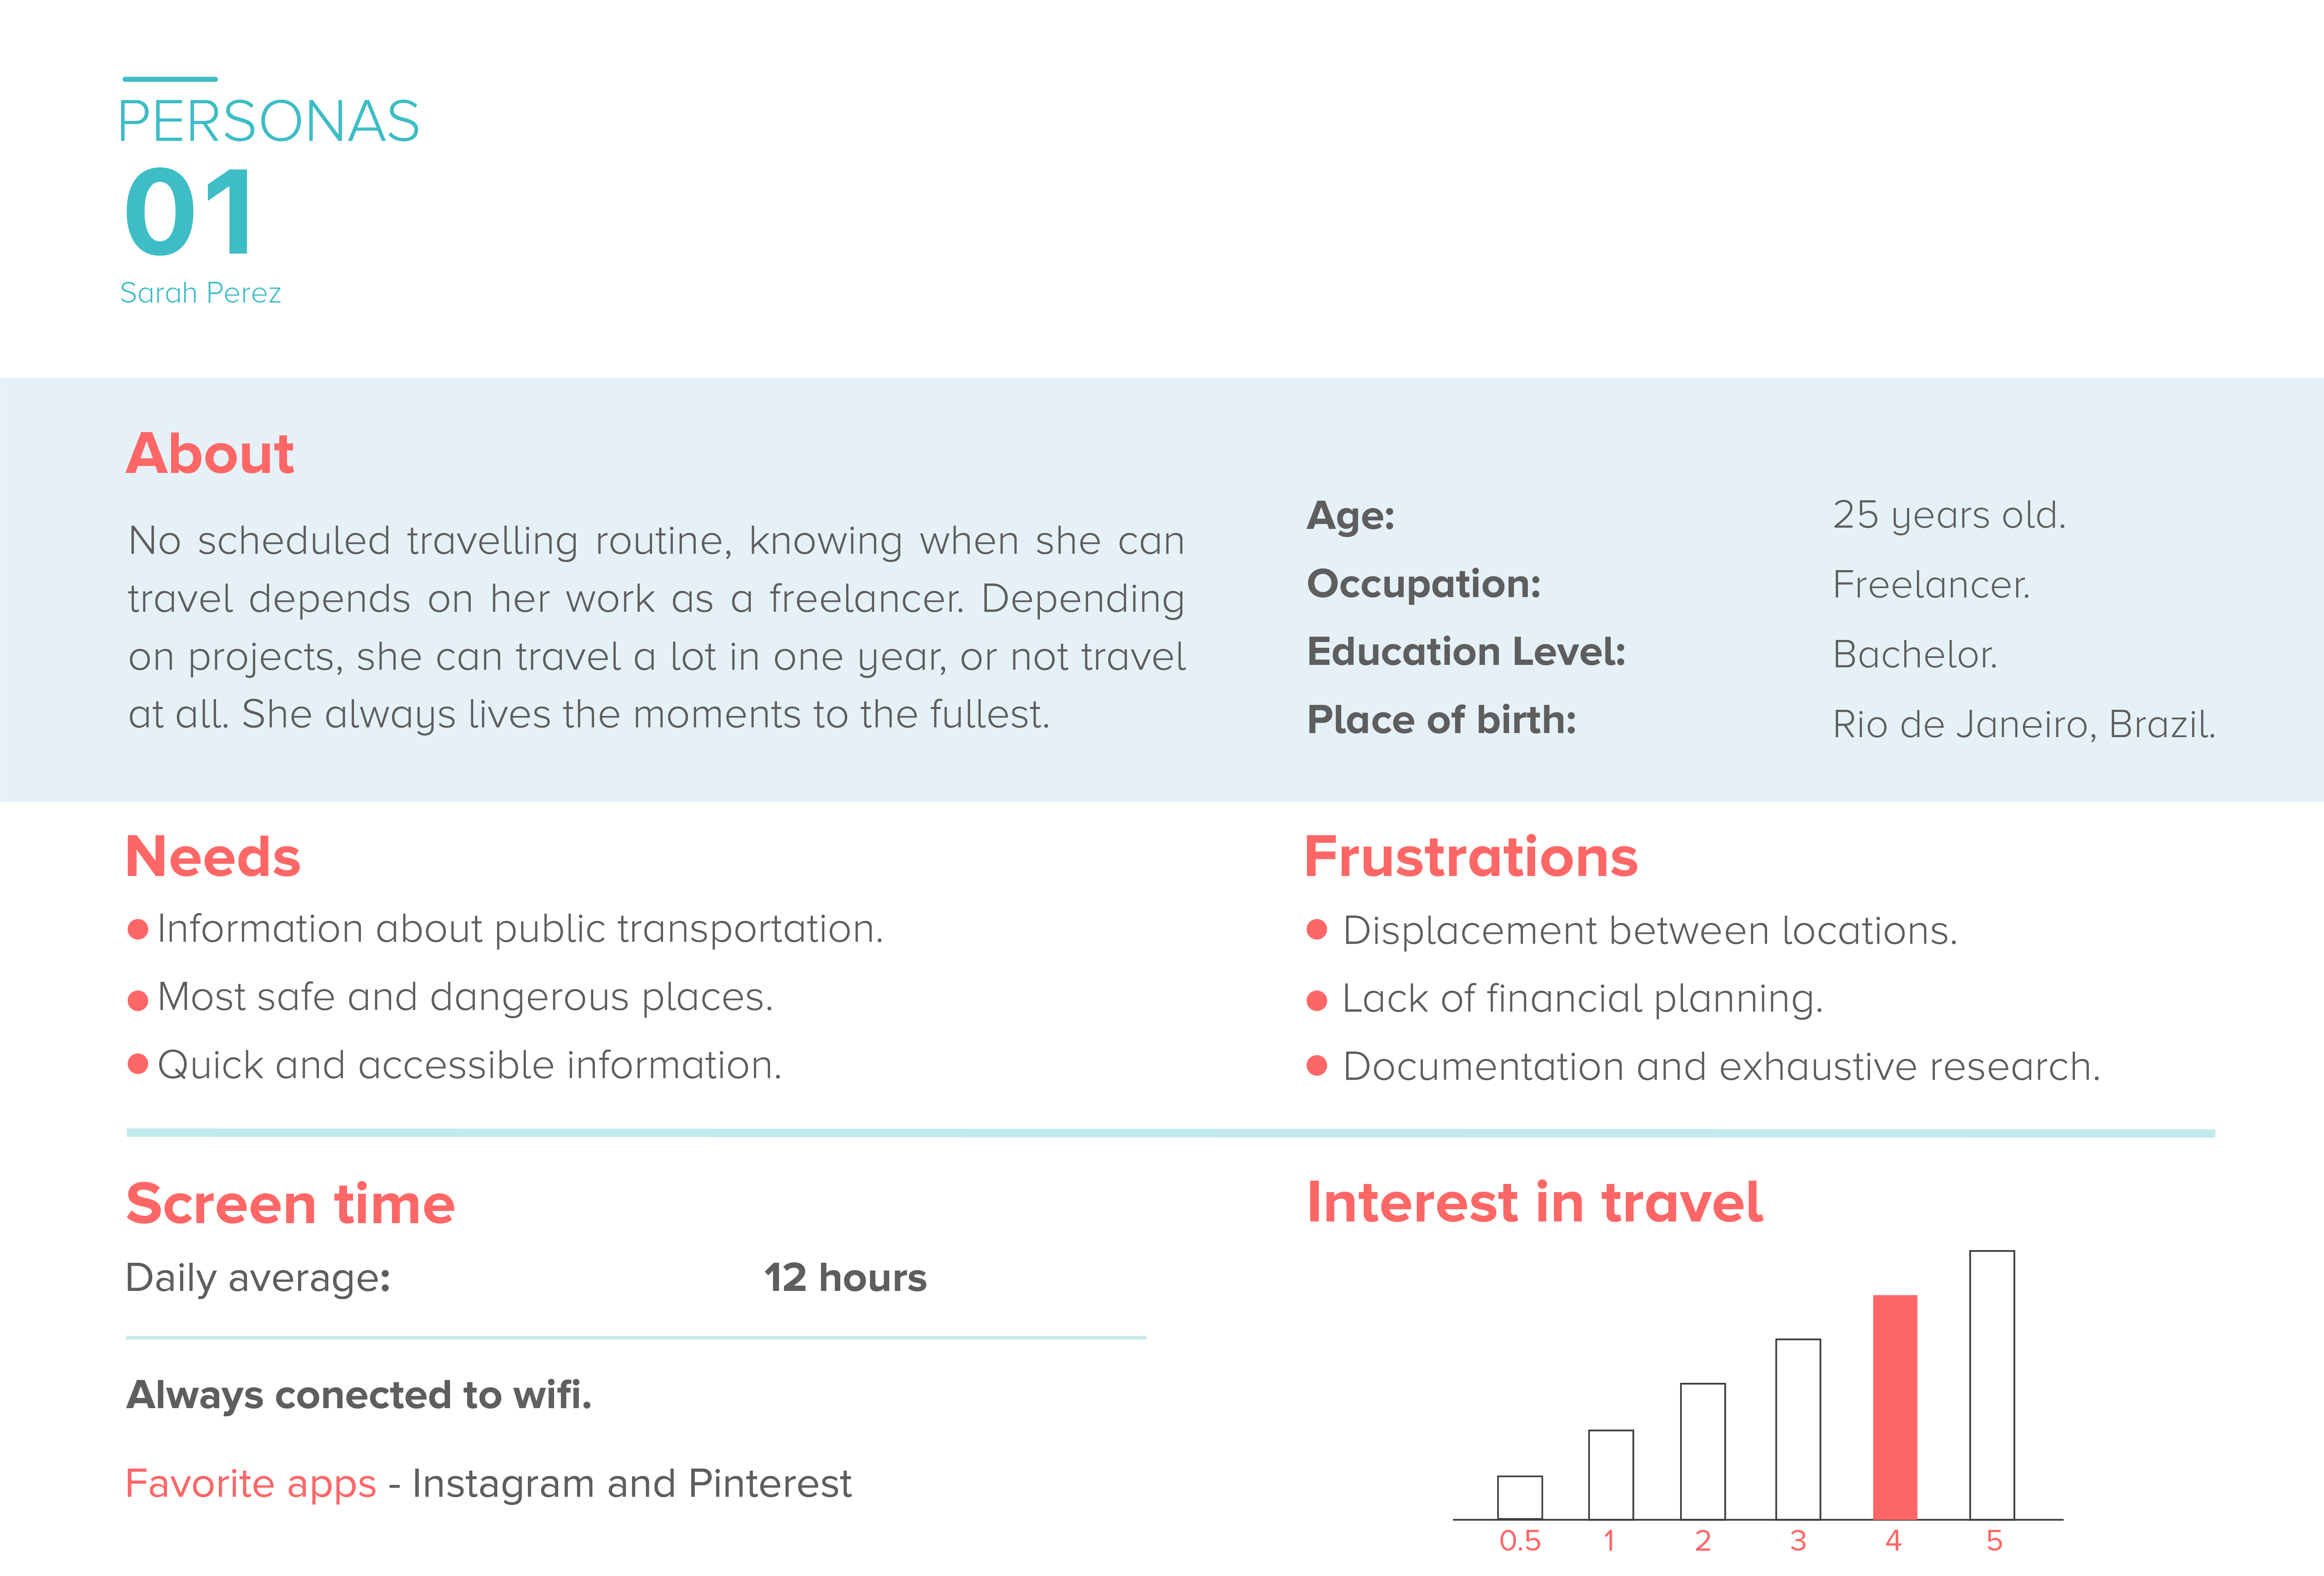 PERSONAS
01
Sarah Perez
About
No scheduled travelling routine, knowing when she can
travel depends on her work as a freelancer. Depending
on projects, she can travel a lot in one year, or not travel
at all. She always lives the moments to the fullest.
Age: 25 years old.
Occupation: Freelancer.
Education Level: Bachelor.
Place of birth: Rio de Janeiro, Brazil.
Needs
Information about public transportation.
Most safe and dangerous places.
Quick and accessible information.
Frustrations
Displacement between locations.
Lack of financial planning.
Documentation and exhaustive research.
Screen time
Daily average: 12 hours
Always conected to wifi.
Favorite apps - Instagram and Pinterest
Interest in travel
0.5 1 2 3 4 5